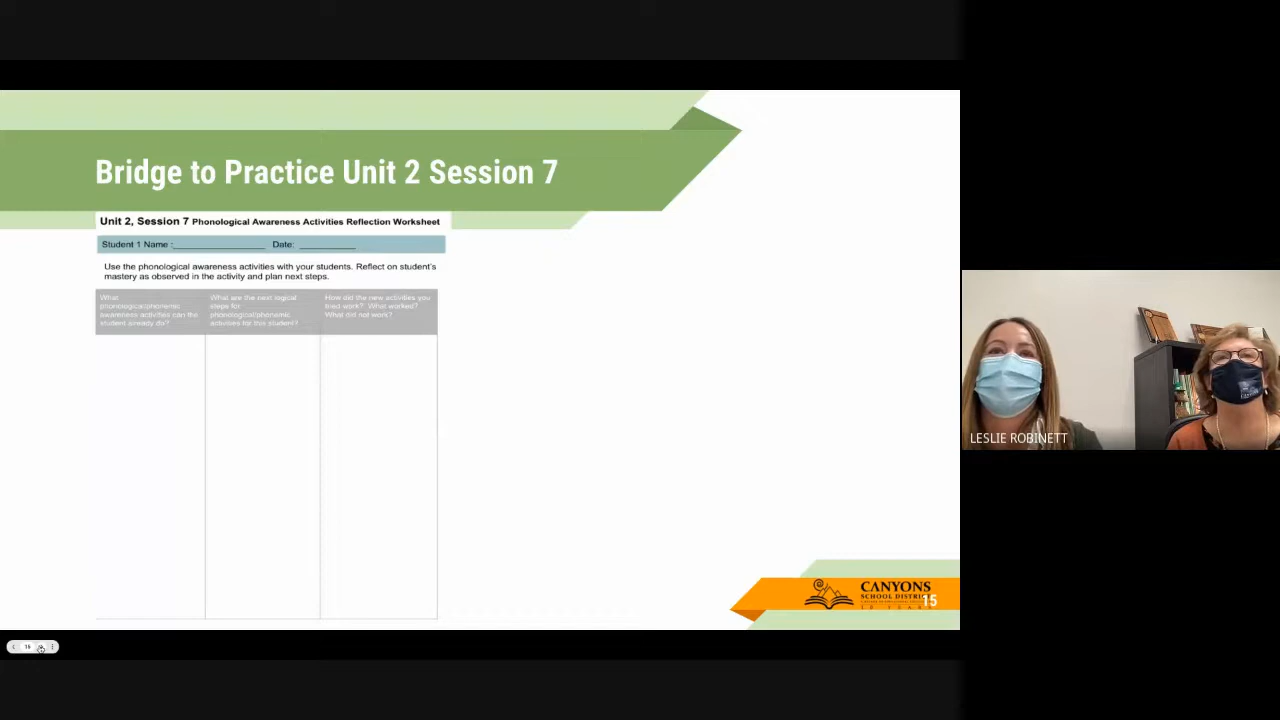 Bridge to Practice Unit 2 Session 7
Unit 2, Session 7 Phonological Awareness Activities Reflection Worksheet
Student 1 Name :__________________ Date: ___________
Use the phonological awareness activities with your students. Reflect on student's
mastery as observed in the activity and plan next steps.
What
phonological/phonemic
awareness activities can the
student already do?
What are the next logical
steps for
phonological/phonemic
activities for this student?
How did the new activities you
tried work? What worked?
What did not work?
LESLIE ROBINETT
CANYONS
SCHOOL DISTRI
15